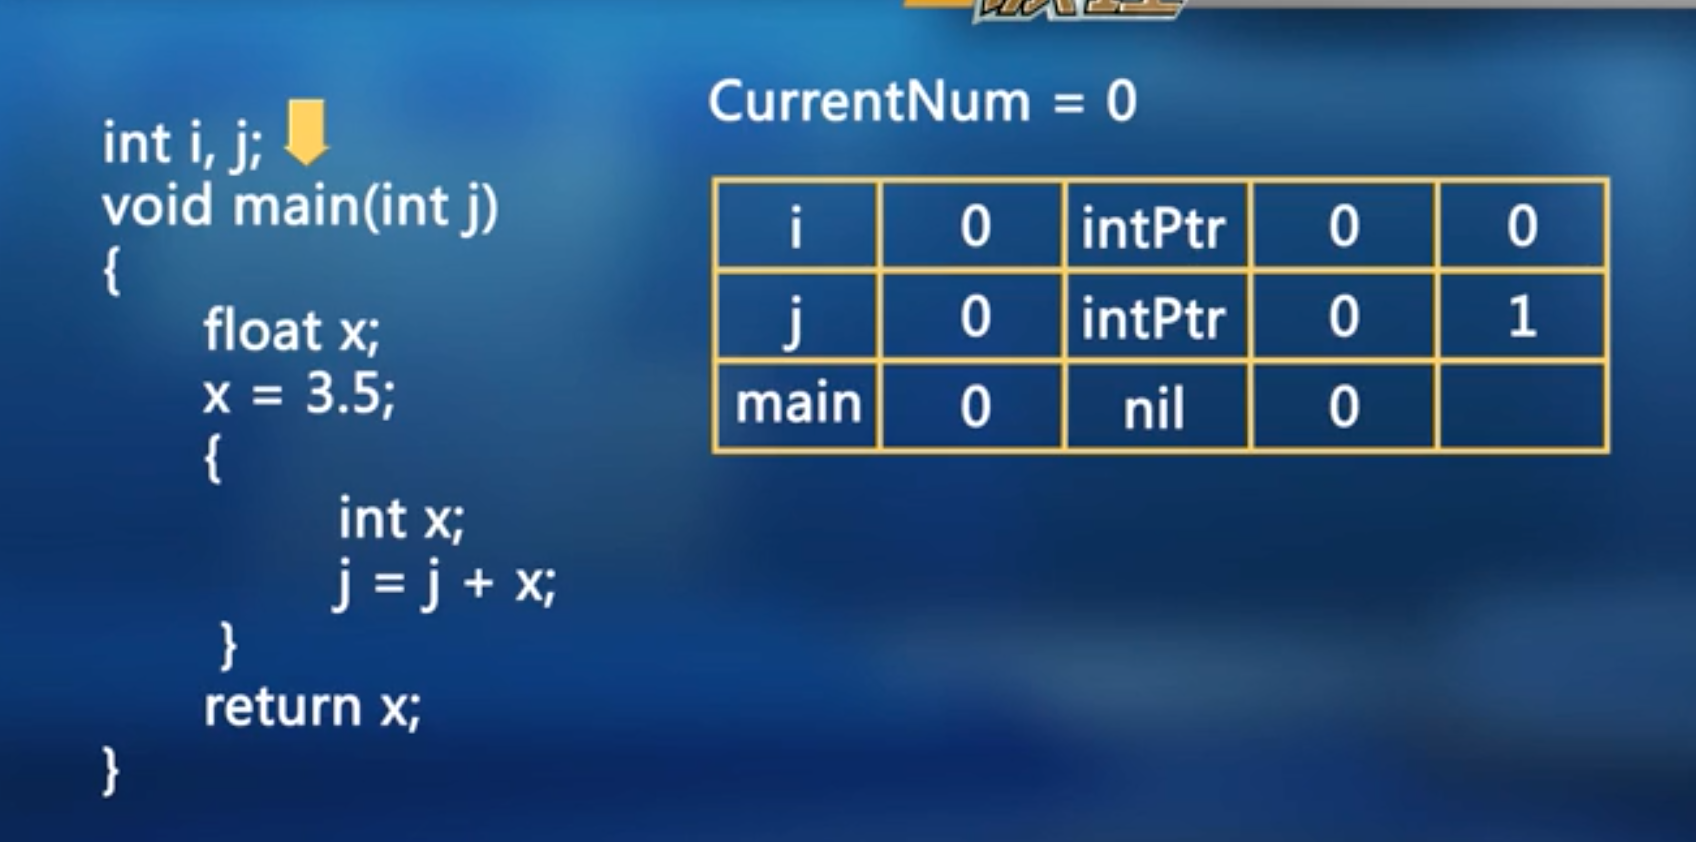 int i, j;
void main(int j)
{
float x;
x = 3.5;
{
int x;
j = j + x;
}
return x;
}
CurrentNum = 0
i 0 intPtr 0 0
j 0 intPtr 0 1
main 0 nil 0